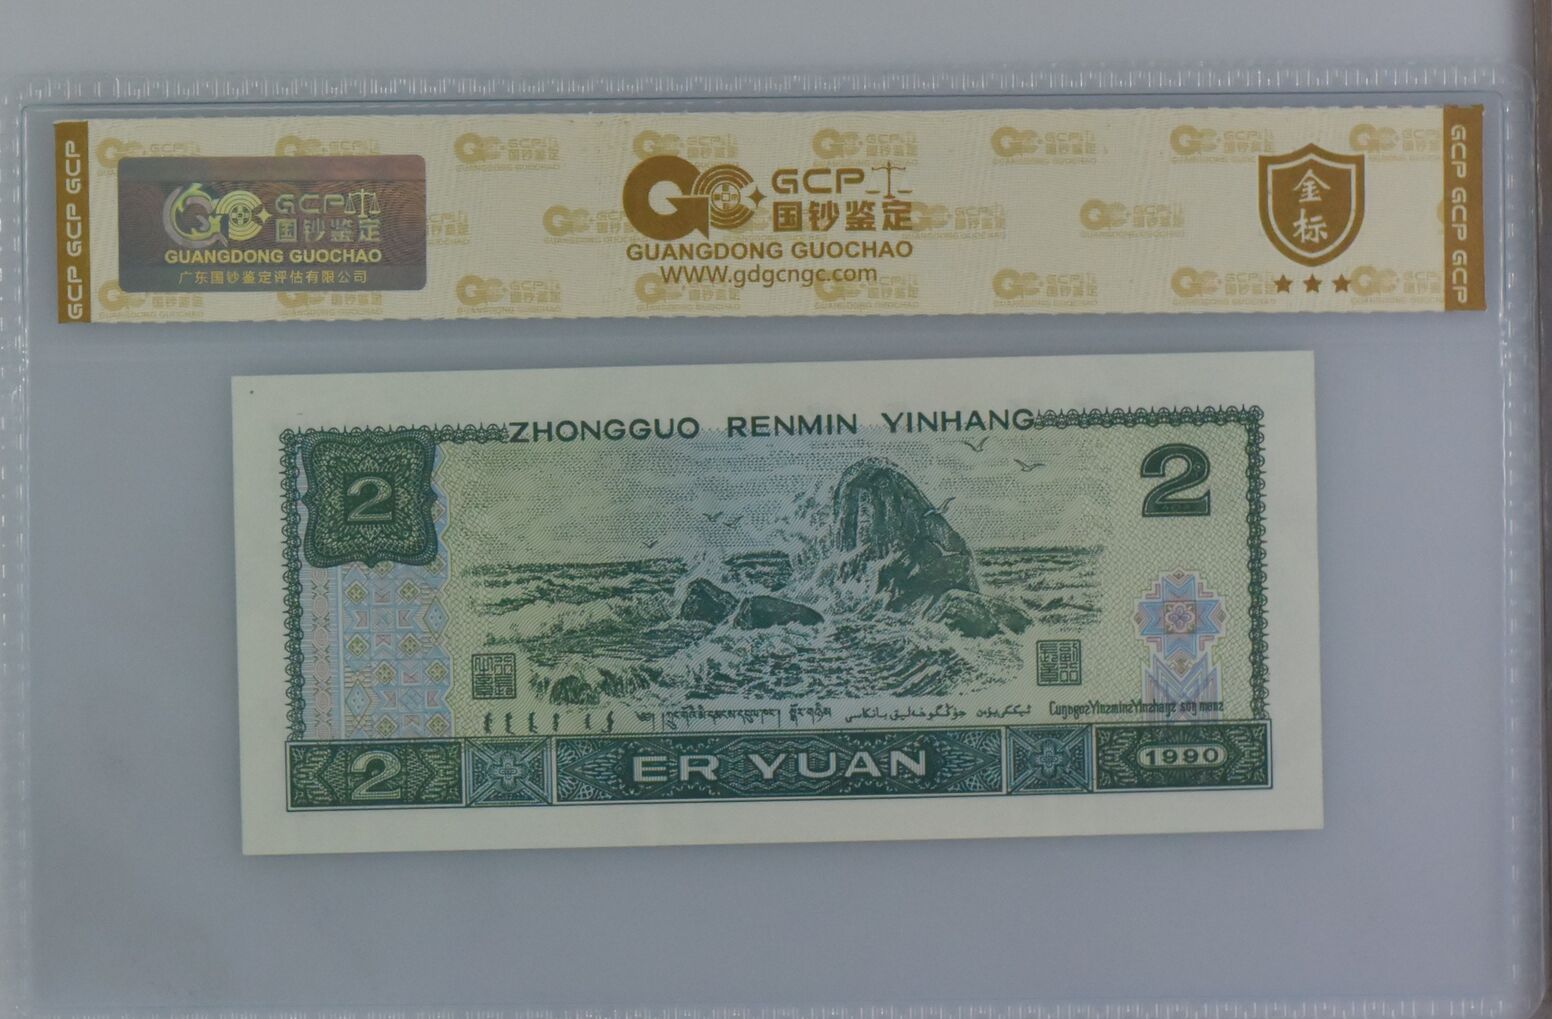 GCP GCP GCP
GCP
国钞鉴定
GUANGDONG GUOCHAO
广东国钞鉴定评估有限公司
GCP
国钞鉴定
GUANGDONG GUOCHAO
WWW.gdgcngc.com
金标
GCP GCP GCP
ZHONGGUO RENMIN YINHANG
2
2
2
ER YUAN
1990